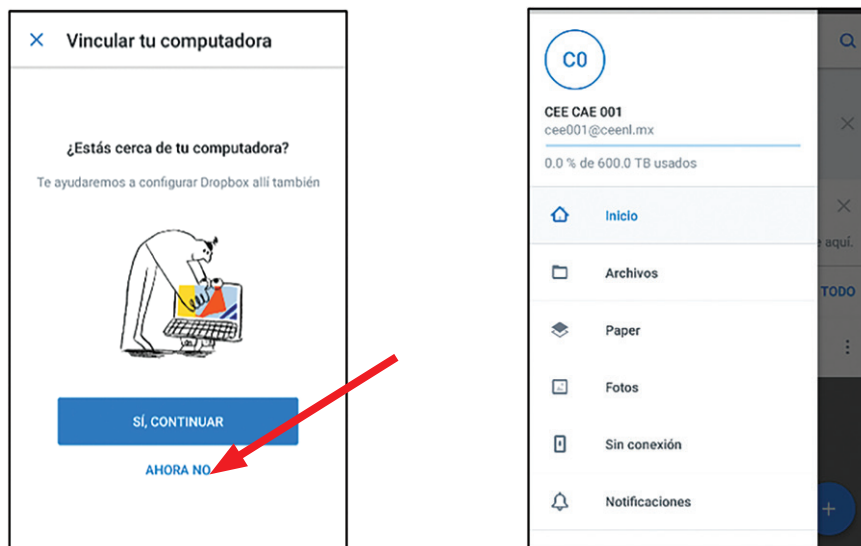 Vincular tu computadora
¿Estás cerca de tu computadora?
Te ayudaremos a configurar Dropbox allí también
SÍ, CONTINUAR
AHORA NO
C0
CEE CAE 001
cee001@ceenl.mx
0.0 % de 600.0 TB usados
Inicio
Archivos
Paper
Fotos
Sin conexión
Notificaciones
aquí.
TODO